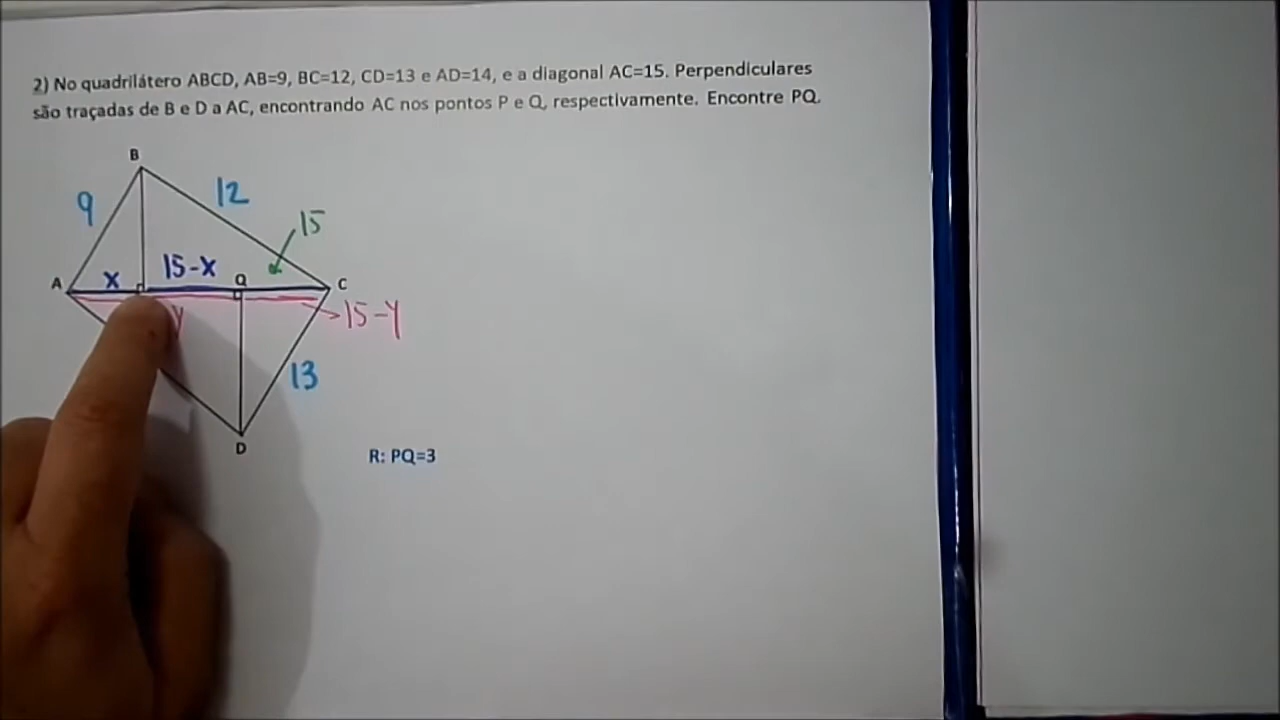 2) No quadrilátero ABCD, AB=9, BC=12, CD=13 e AD=14, e a diagonal AC=15. Perpendiculares
são traçadas de B e D a AC, encontrando AC nos pontos P e Q, respectivamente. Encontre PQ.
B
9
12
15
A
x
15-x
Q
C
y
15-y
13
D
R: PQ=3